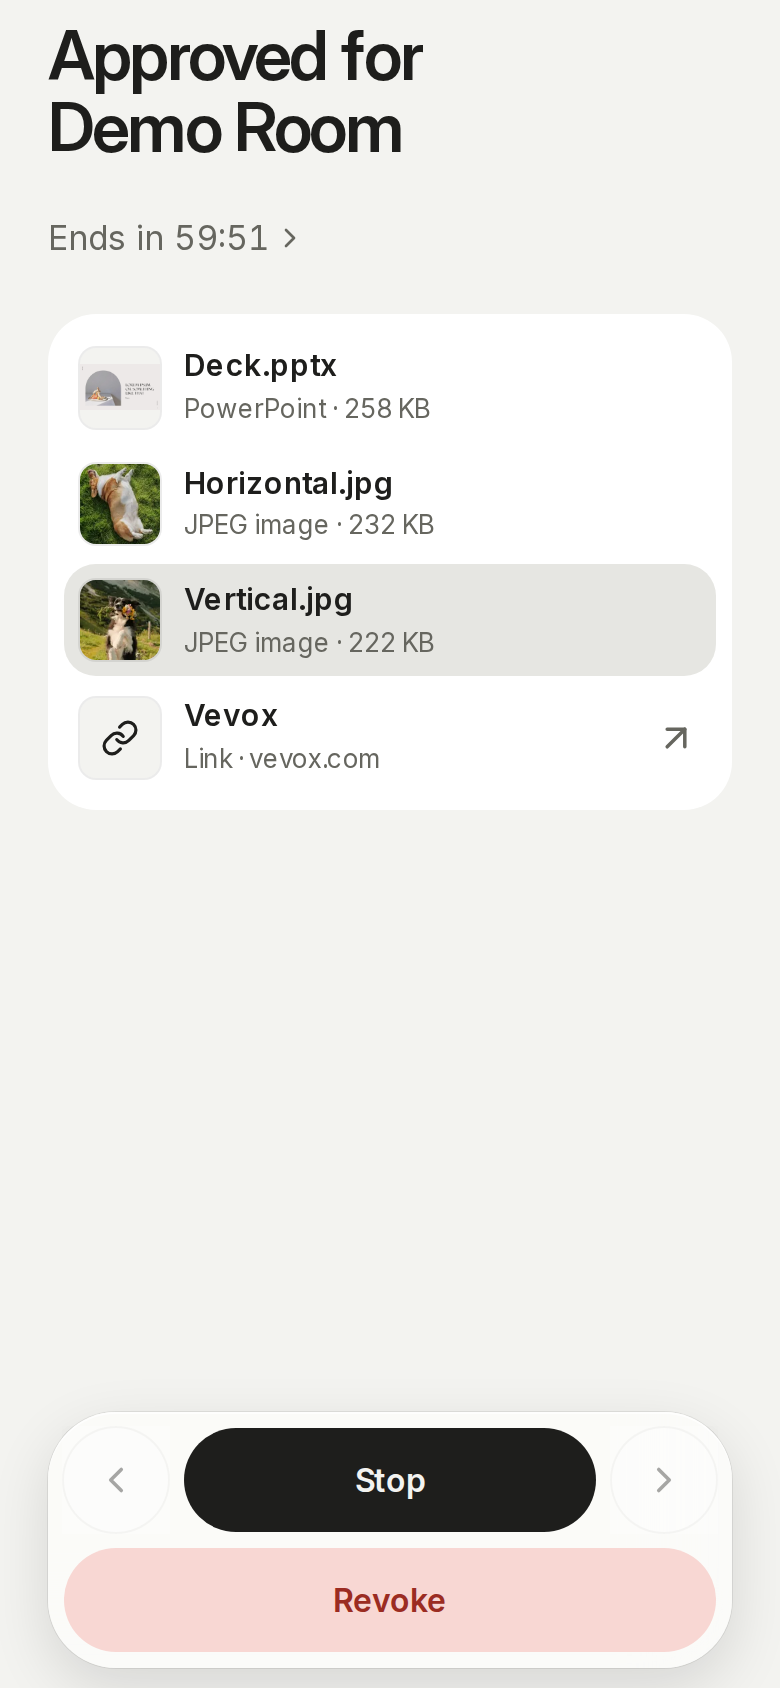 Approved for
Demo Room
Ends in 59:51
Deck.pptx
PowerPoint · 258 KB
Horizontal.jpg
JPEG image · 232 KB
Vertical.jpg
JPEG image · 222 KB
Vevox
Link · vevox.com
Stop
Revoke